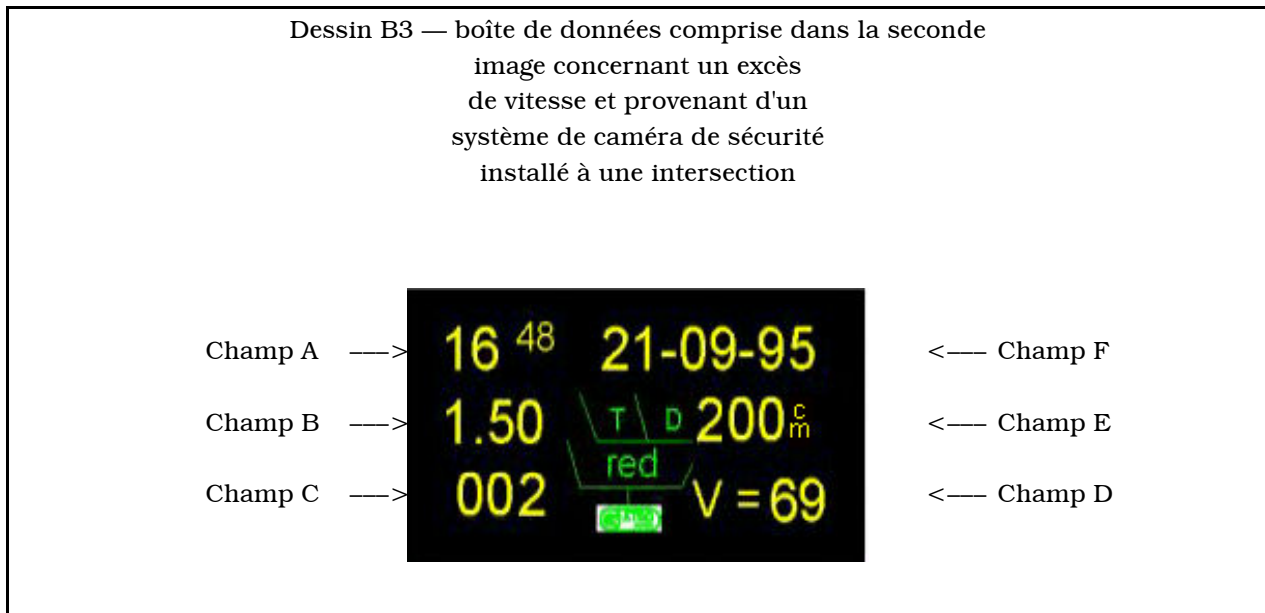 Dessin B3 — boîte de données comprise dans la seconde
image concernant un excès
de vitesse et provenant d'un
système de caméra de sécurité
installé à une intersection
Champ A –––> 16 48 21-09-95 <––– Champ F
Champ B –––> 1.50 T D 200 cm <––– Champ E
red
Champ C –––> 002 V = 69 <––– Champ D